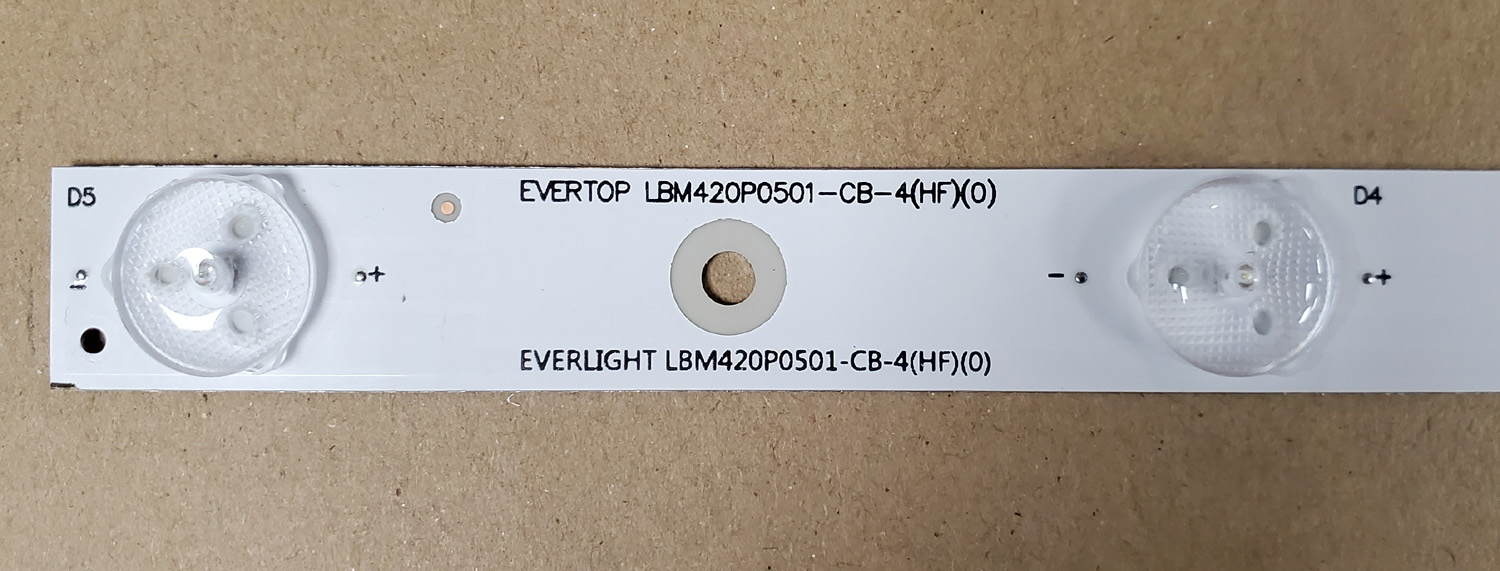 D5
EVERTOP LBM420P0501-CB-4(HF)(0)
D4
- +
- +
EVERLIGHT LBM420P0501-CB-4(HF)(0)